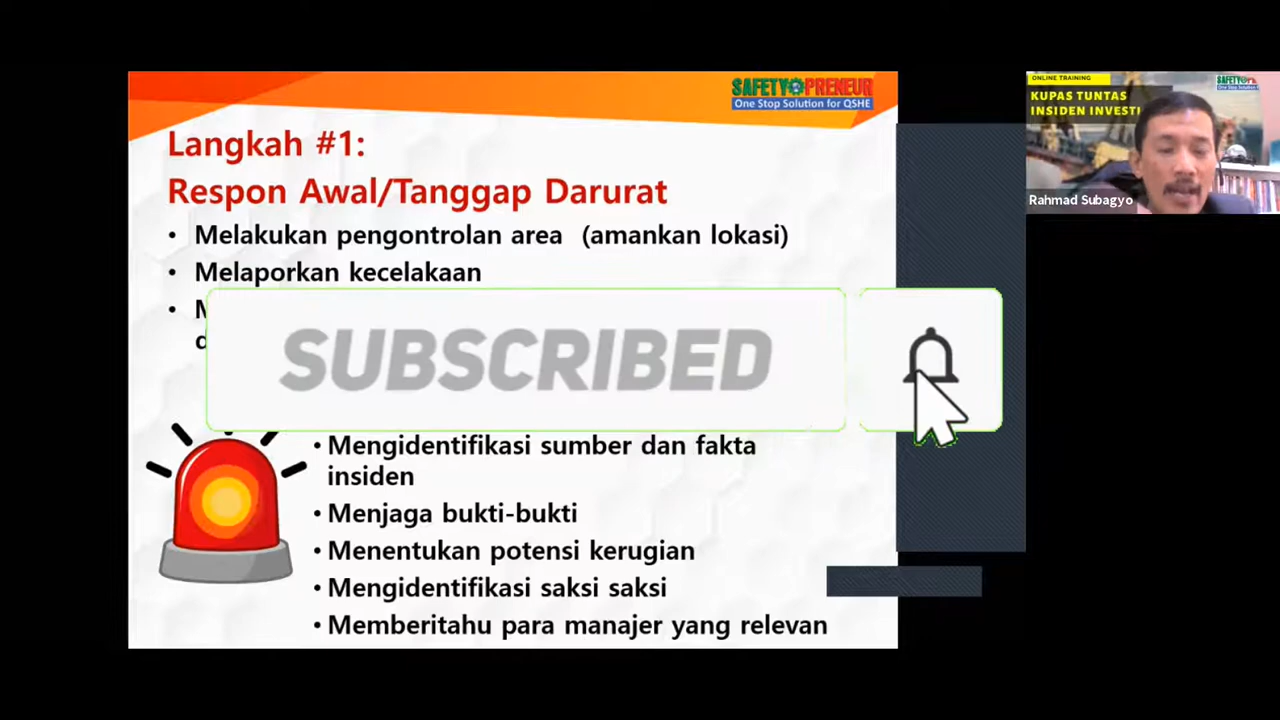 SAFETYPRENEUR
One Stop Solution for QSHE
Langkah #1:
Respon Awal/Tanggap Darurat
• Melakukan pengontrolan area (amankan lokasi)
• Melaporkan kecelakaan
SUBSCRIBED
• Mengidentifikasi sumber dan fakta
insiden
• Menjaga bukti-bukti
• Menentukan potensi kerugian
• Mengidentifikasi saksi saksi
• Memberitahu para manajer yang relevan
ONLINE TRAINING
KUPAS TUNTAS
INSIDEN INVESTI
Rahmad Subagyo